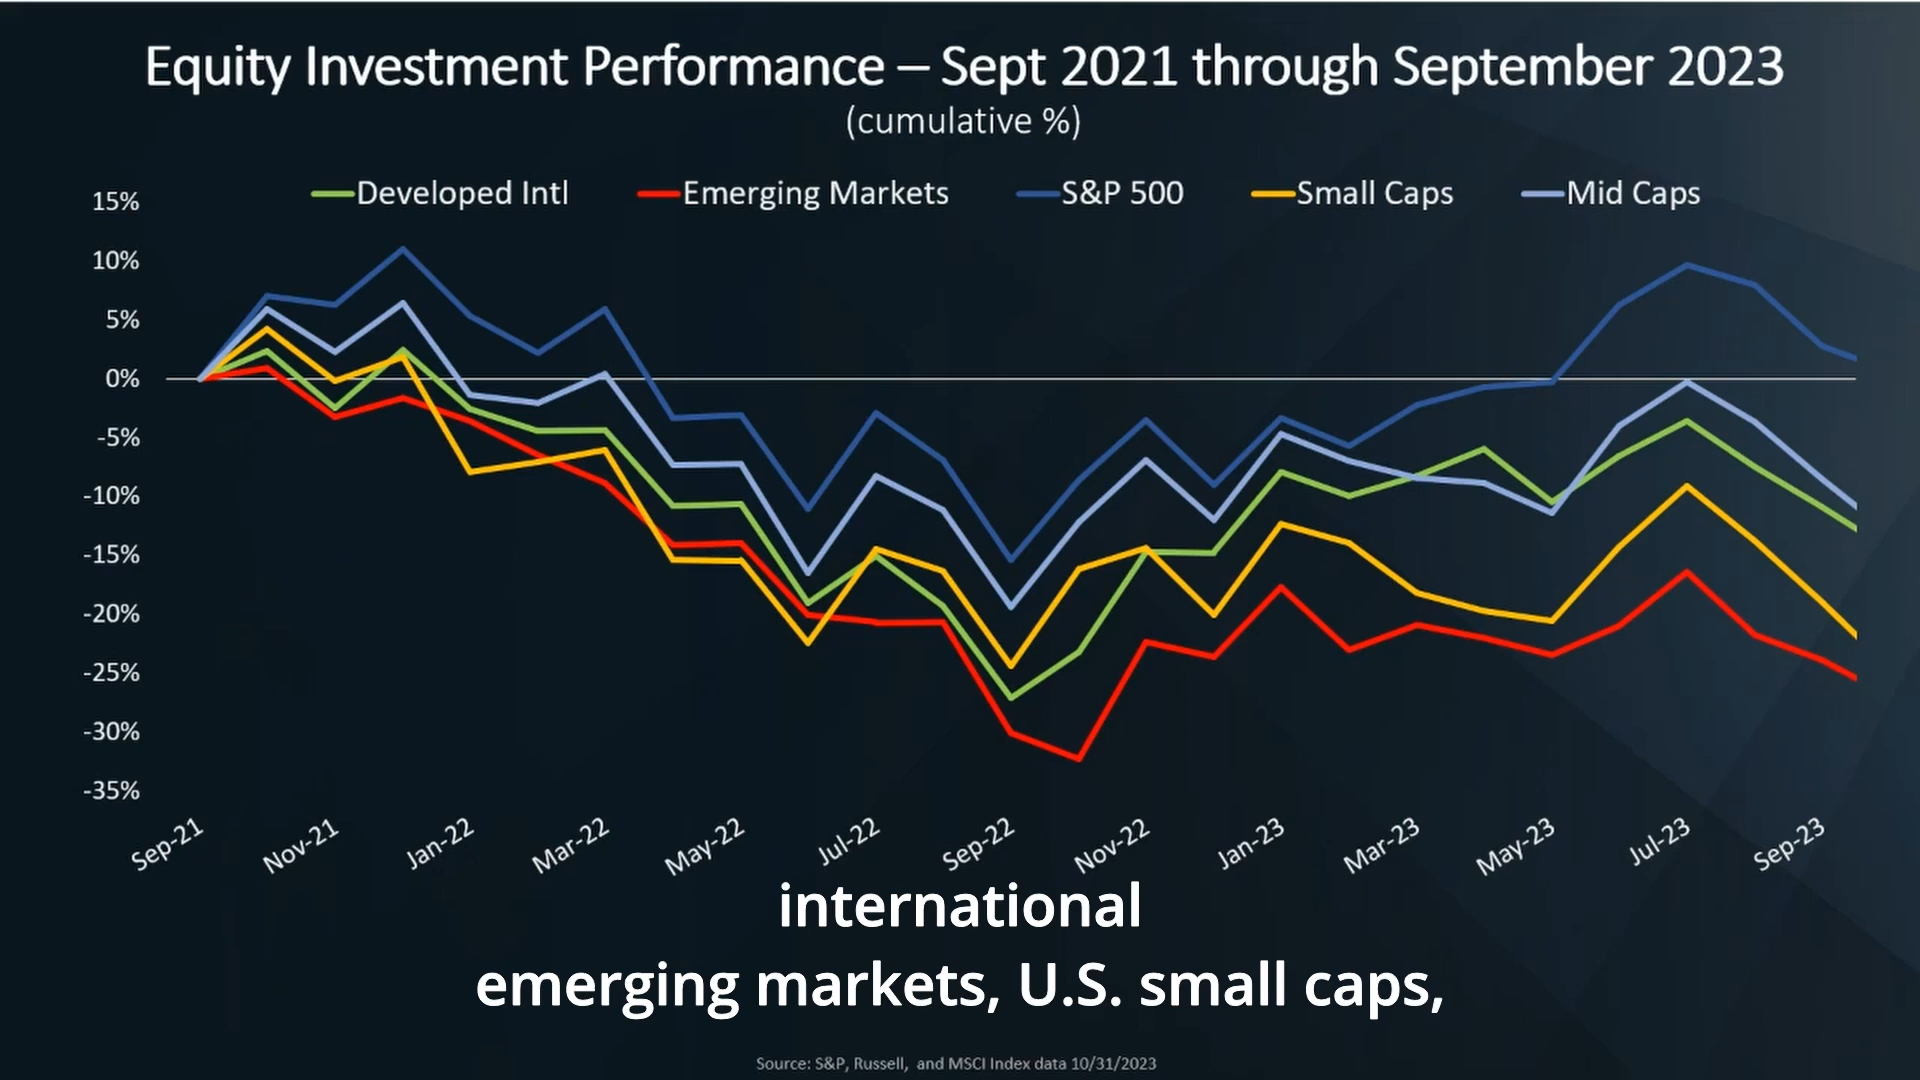 Equity Investment Performance – Sept 2021 through September 2023
(cumulative %)
Developed Intl Emerging Markets S&P 500 Small Caps Mid Caps
15%
10%
5%
0%
-5%
-10%
-15%
-20%
-25%
-30%
-35%
Sep-21 Nov-21 Jan-22 Mar-22 May-22 Jul-22 Sep-22 Nov-22 Jan-23 Mar-23 May-23 Jul-23 Sep-23
international
emerging markets, U.S. small caps,
Source: S&P, Russell, and MSCI Index data 10/31/2023